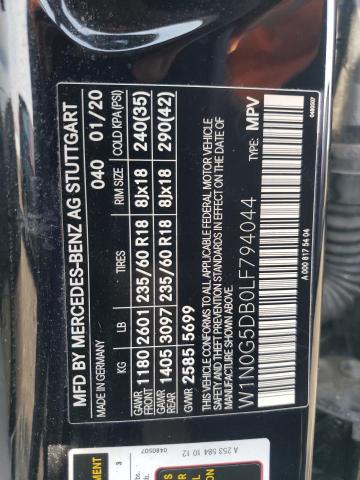 MFD BY MERCEDES-BENZ AG STUTTGART
MADE IN GERMANY 040 01/20
KG LB TIRES RIM SIZE COLD KPA (PSI)
GAWR FRONT 1180 2601 235/60 R18 8Jx18 240(35)
GAWR REAR 1405 3097 235/60 R18 8Jx18 290(42)
GVWR 2585 5699
THIS VEHICLE CONFORMS TO ALL APPLICABLE FEDERAL MOTOR VEHICLE
SAFETY THEFT PREVENTION STANDARDS IN EFFECT ON THE DATE OF
MANUFACTURE SHOWN ABOVE
W1N0G5DB0LF794044 TYPE: MPV
A 000 817 54 04 0480507
A 253 584 10 12
0480507
3